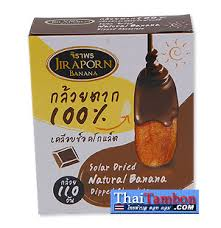 จิราพร
JIRAPORN
BANANA
กล้วยตาก
100%
เคลือบช็อคโกแลต
Solar Dried
Natural Banana
กล้วย
110
ThaiTambon.com